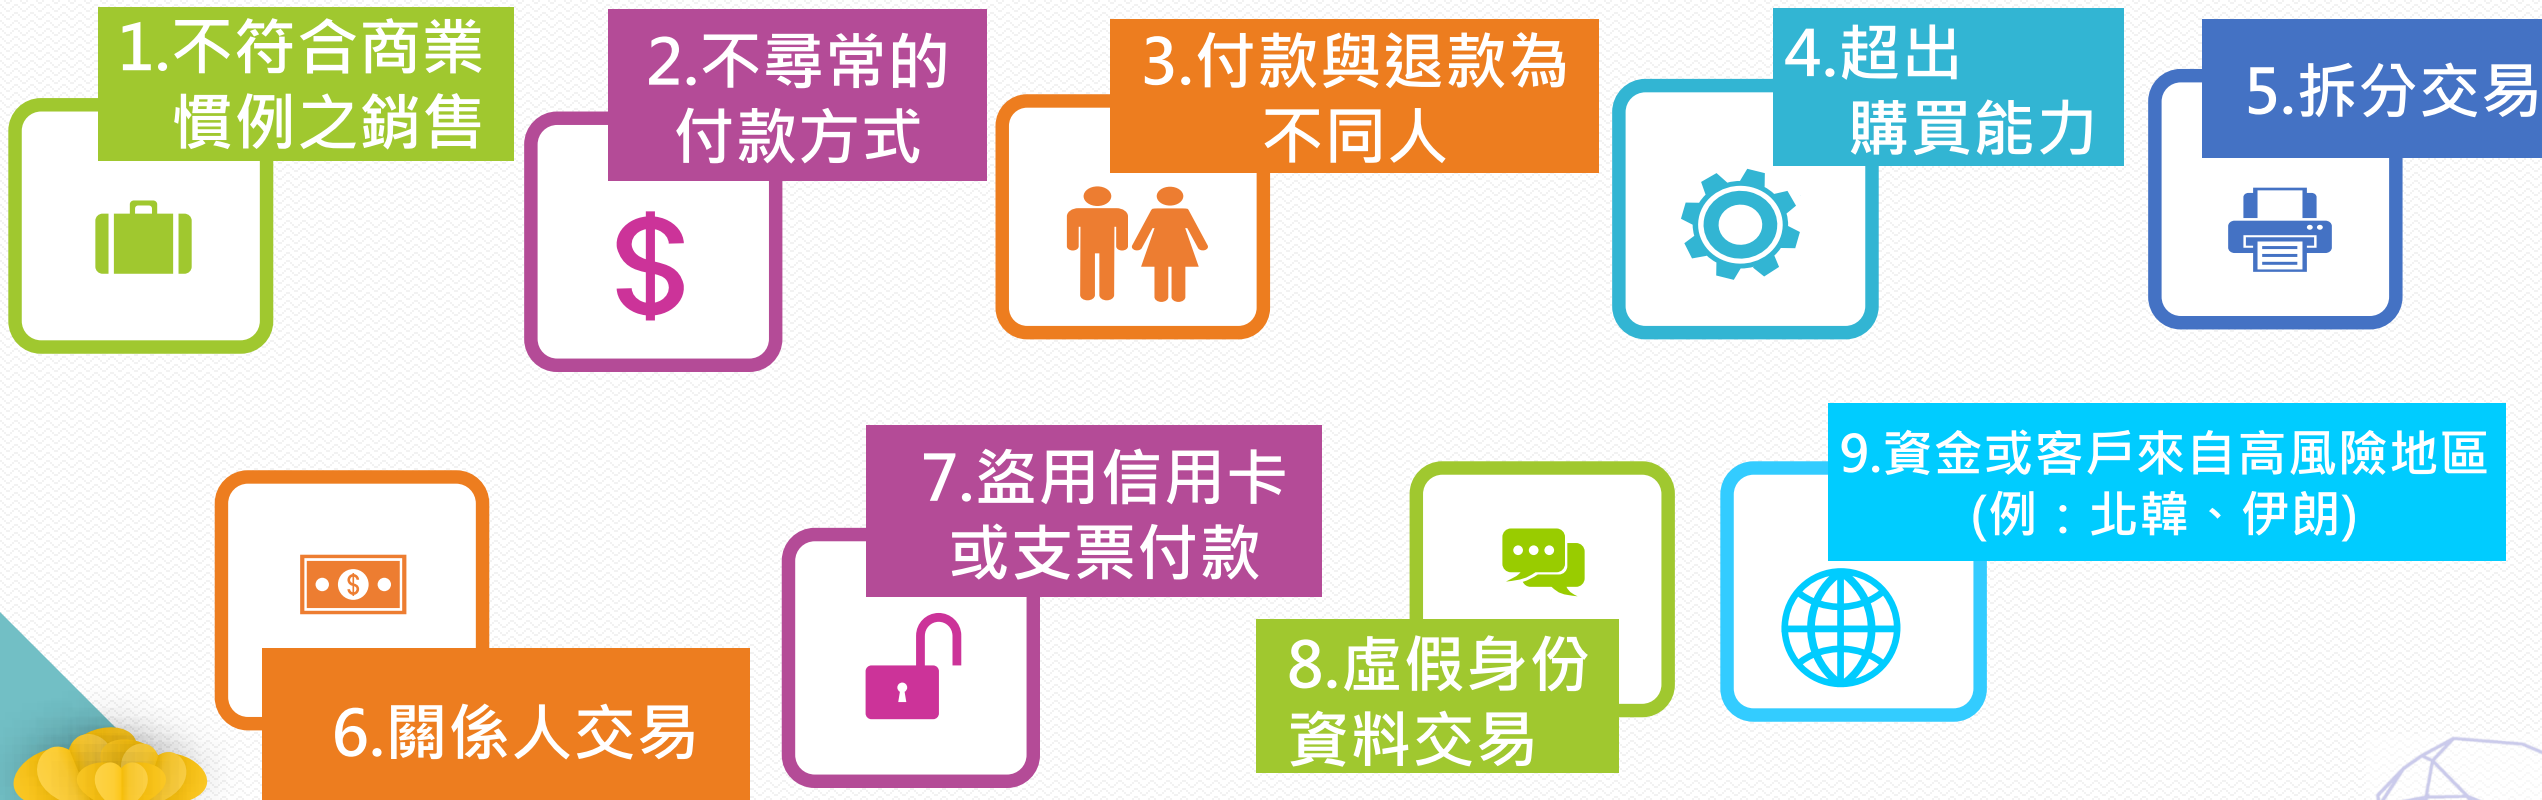 1.不符合商業
慣例之銷售
2.不尋常的
付款方式
3.付款與退款為
不同人
4.超出
購買能力
5.拆分交易
6.關係人交易
7.盜用信用卡
或支票付款
8.虛假身份
資料交易
9.資金或客戶來自高風險地區
(例：北韓、伊朗)